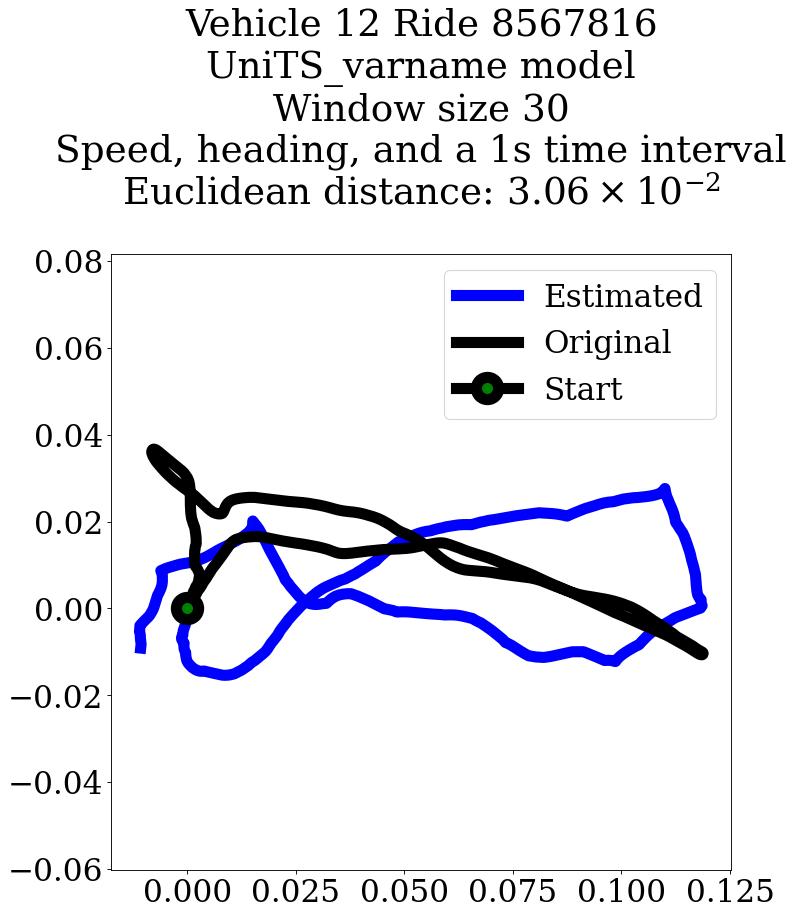 Vehicle 12 Ride 8567816
UniTS_varname model
Window size 30
Speed, heading, and a 1s time interval
Euclidean distance: 3.06 × 10⁻²
Estimated
Original
Start
0.08
0.06
0.04
0.02
0.00
−0.02
−0.04
−0.06
0.000 0.025 0.050 0.075 0.100 0.125